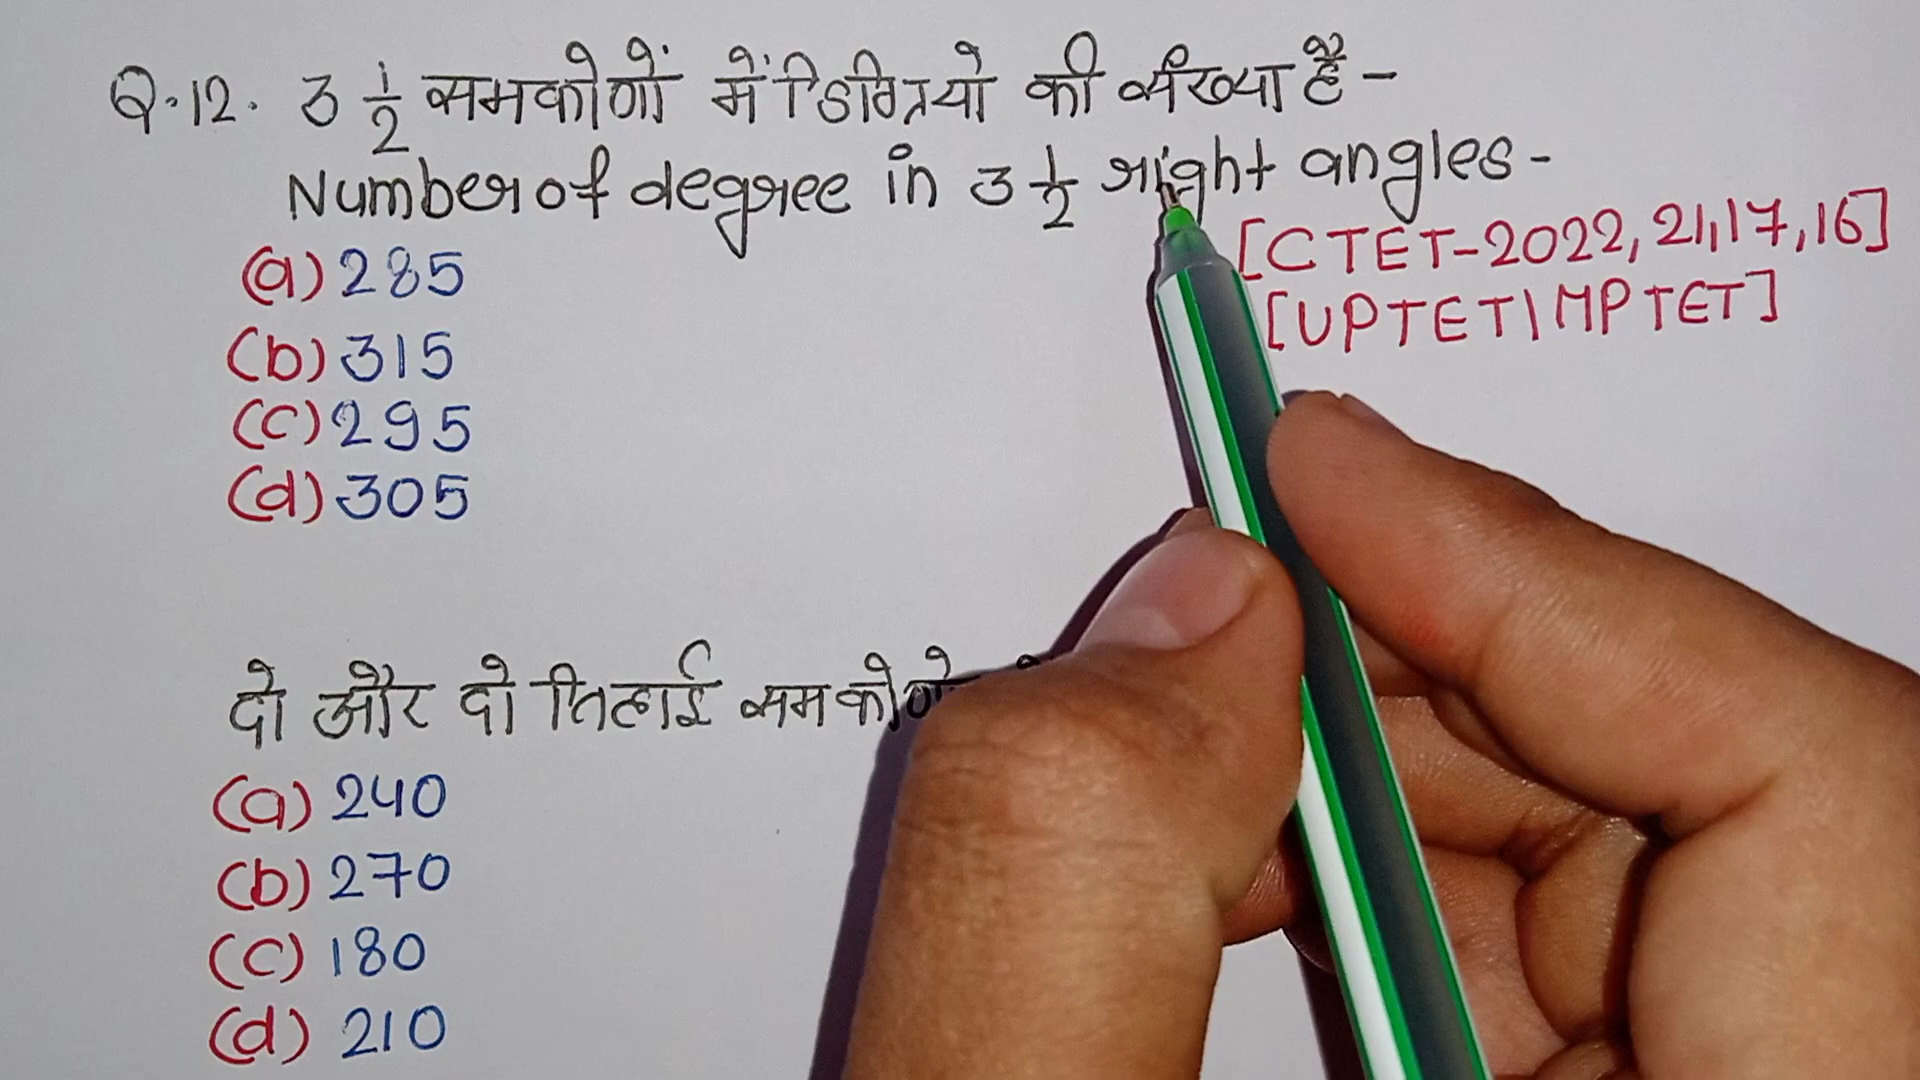 Q.12. 3 1/2 समकोणों में डिग्रियो की संख्या है -
Number of degree in 3 1/2 right angles -
[CTET-2022, 21, 17, 16]
[UPTET|MPTET]
(a) 285
(b) 315
(c) 295
(d) 305
दो और दो तिहाई समकोणो
(a) 240
(b) 270
(c) 180
(d) 210